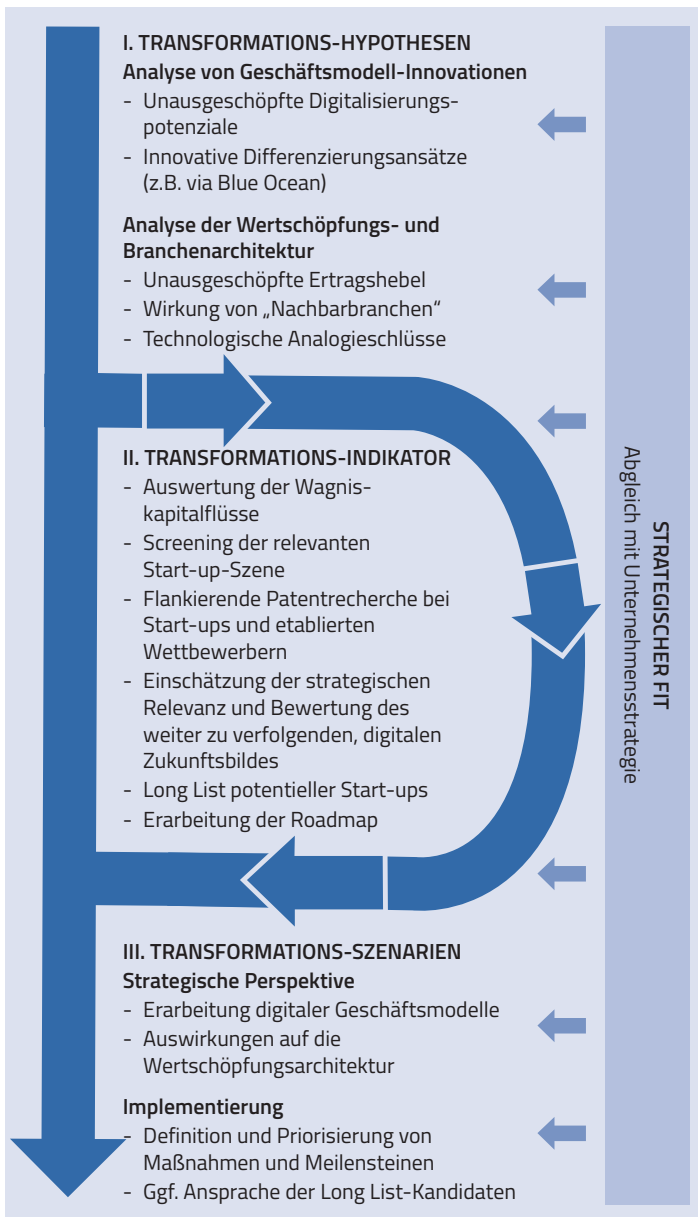 I. TRANSFORMATIONS-HYPOTHESEN
Analyse von Geschäftsmodell-Innovationen
- Unausgeschöpfte Digitalisierungs-
potenziale
- Innovative Differenzierungsansätze
(z.B. via Blue Ocean)
Analyse der Wertschöpfungs- und
Branchenarchitektur
- Unausgeschöpfte Ertragshebel
- Wirkung von „Nachbarbranchen“
- Technologische Analogieschlüsse
II. TRANSFORMATIONS-INDIKATOR
- Auswertung der Wagnis-
kapitalflüsse
- Screening der relevanten
Start-up-Szene
- Flankierende Patentrecherche bei
Start-ups und etablierten
Wettbewerbern
- Einschätzung der strategischen
Relevanz und Bewertung des
weiter zu verfolgenden, digitalen
Zukunftsbildes
- Long List potentieller Start-ups
- Erarbeitung der Roadmap
III. TRANSFORMATIONS-SZENARIEN
Strategische Perspektive
- Erarbeitung digitaler Geschäftsmodelle
- Auswirkungen auf die
Wertschöpfungsarchitektur
Implementierung
- Definition und Priorisierung von
Maßnahmen und Meilensteinen
- Ggf. Ansprache der Long List-Kandidaten
STRATEGISCHER FIT
Abgleich mit Unternehmensstrategie